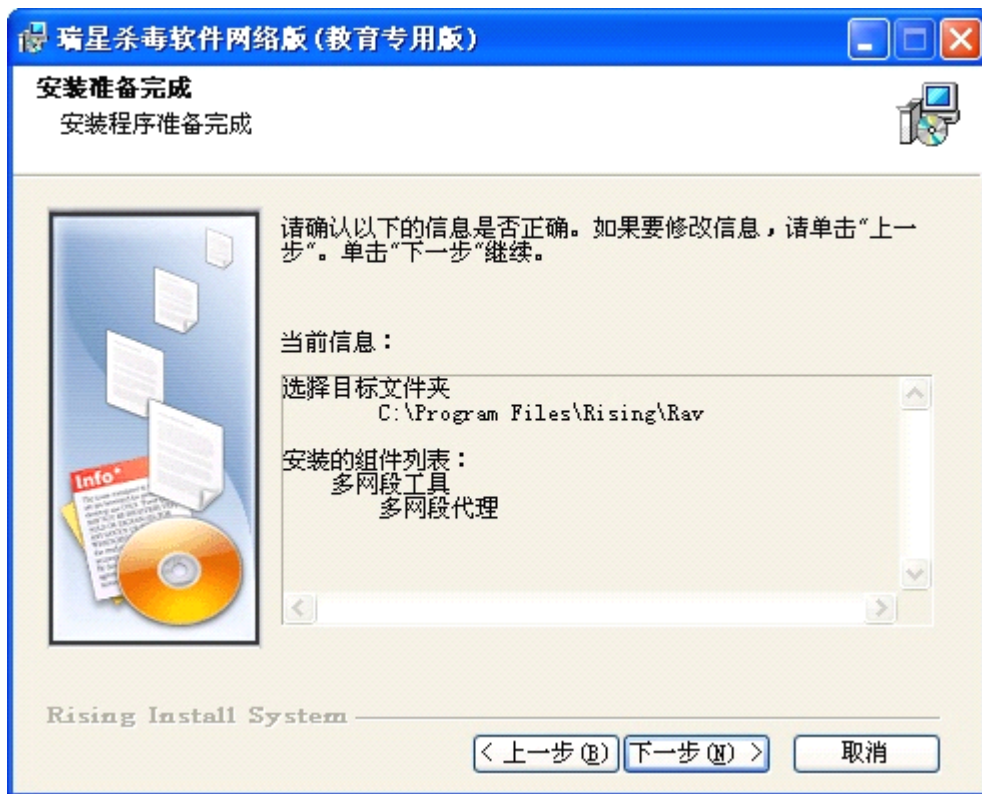 瑞星杀毒软件网络版(教育专用版)
安装准备完成
安装程序准备完成
请确认以下的信息是否正确。如果要修改信息，请单击“上一
步”。单击“下一步”继续。
当前信息：
选择目标文件夹
C:\Program Files\Rising\Rav
安装的组件列表：
多网段工具
多网段代理
Info
Rising Install System
< 上一步(B)
下一步(N) >
取消